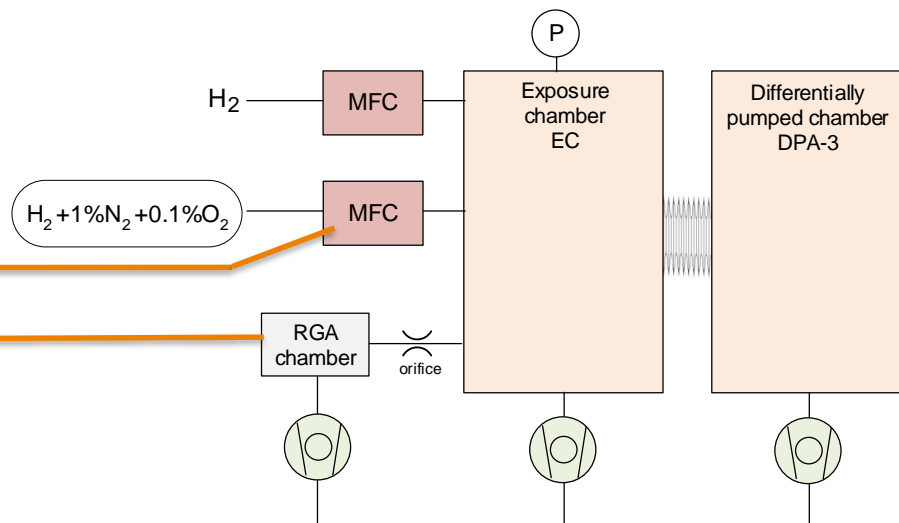 P
H₂
MFC
Exposure
chamber
EC
Differentially
pumped chamber
DPA-3
H₂+1%N₂+0.1%O₂
MFC
RGA
chamber
orifice